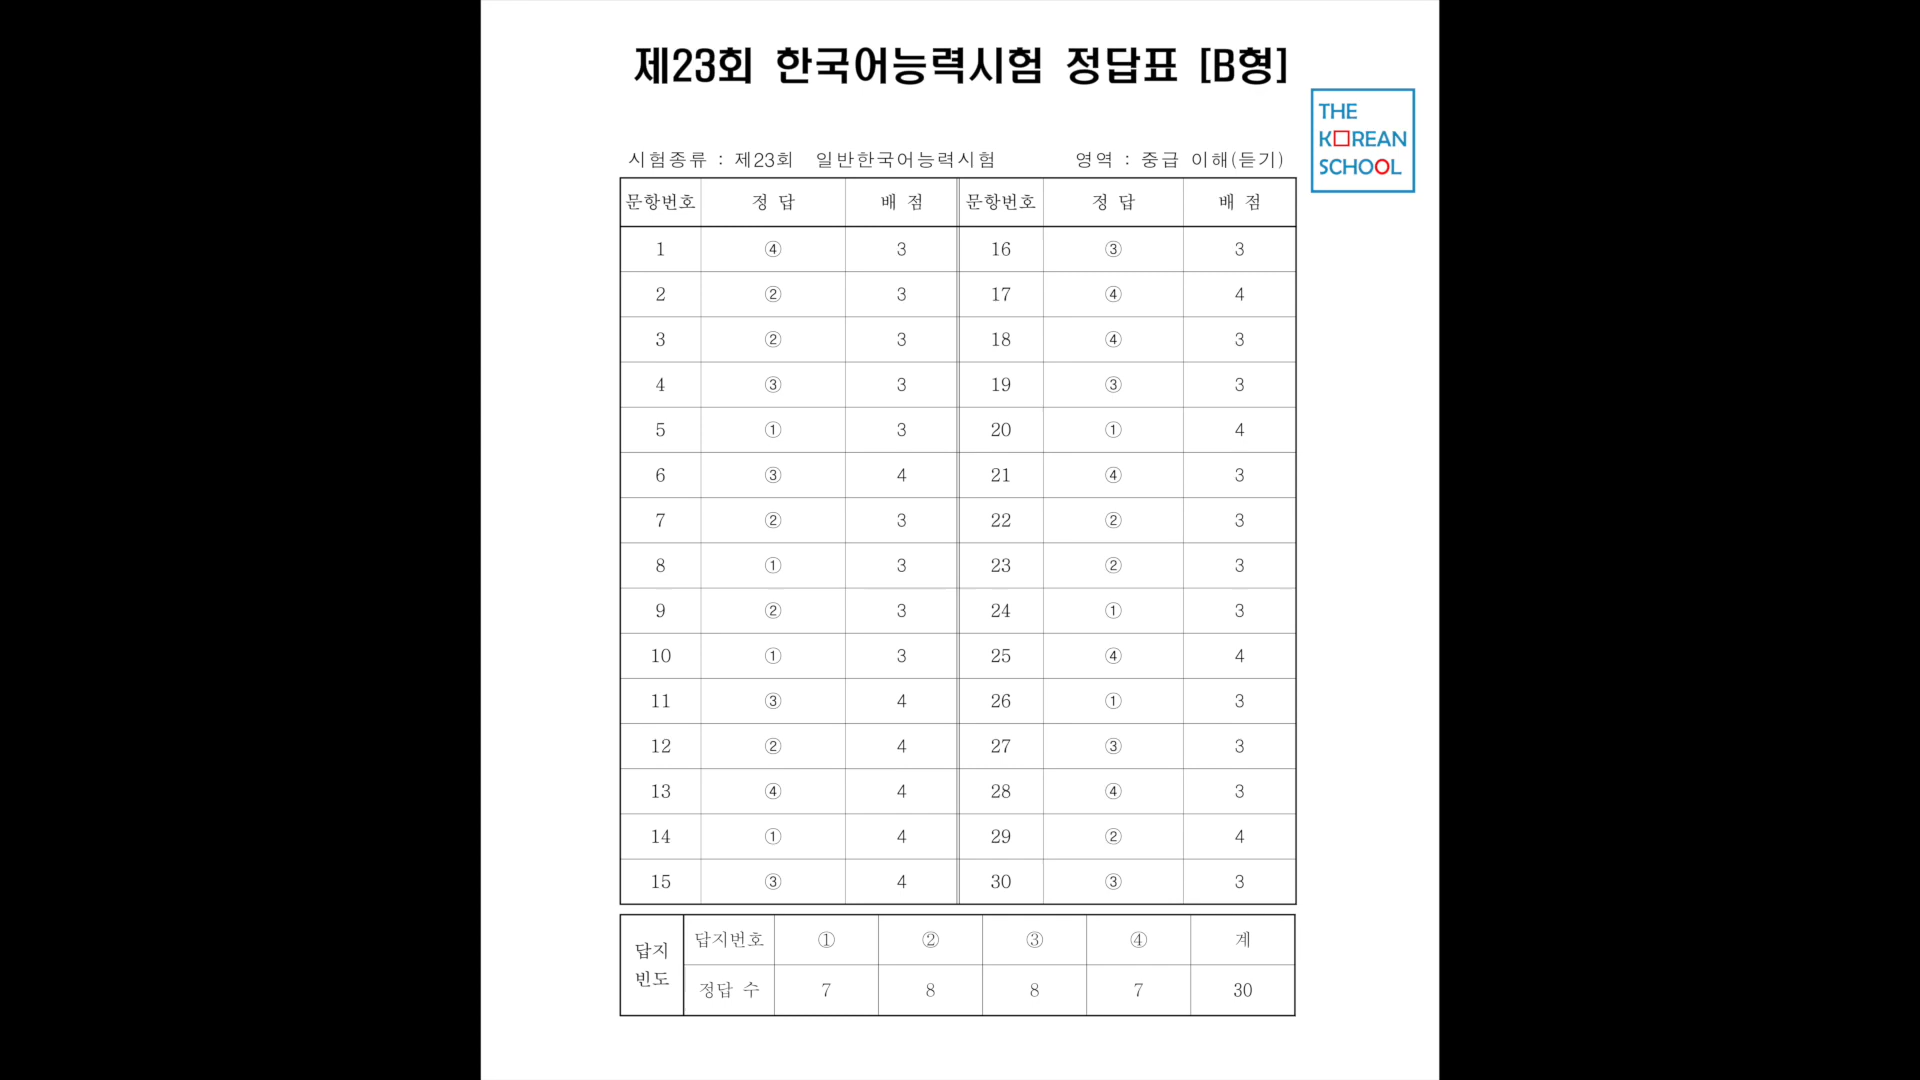 제23회 한국어능력시험 정답표 [B형]
THE
KOREAN
SCHOOL
시험종류 : 제23회 일반한국어능력시험 영역 : 중급 이해(듣기)
문항번호 정 답 배 점 문항번호 정 답 배 점
1 ④ 3 16 ③ 3
2 ② 3 17 ④ 4
3 ② 3 18 ④ 3
4 ③ 3 19 ③ 3
5 ① 3 20 ① 4
6 ③ 4 21 ④ 3
7 ② 3 22 ② 3
8 ① 3 23 ② 3
9 ② 3 24 ① 3
10 ① 3 25 ④ 4
11 ③ 4 26 ① 3
12 ② 4 27 ③ 3
13 ④ 4 28 ④ 3
14 ① 4 29 ② 4
15 ③ 4 30 ③ 3
답지 빈도 답지번호 ① ② ③ ④ 계
정답 수 7 8 8 7 30